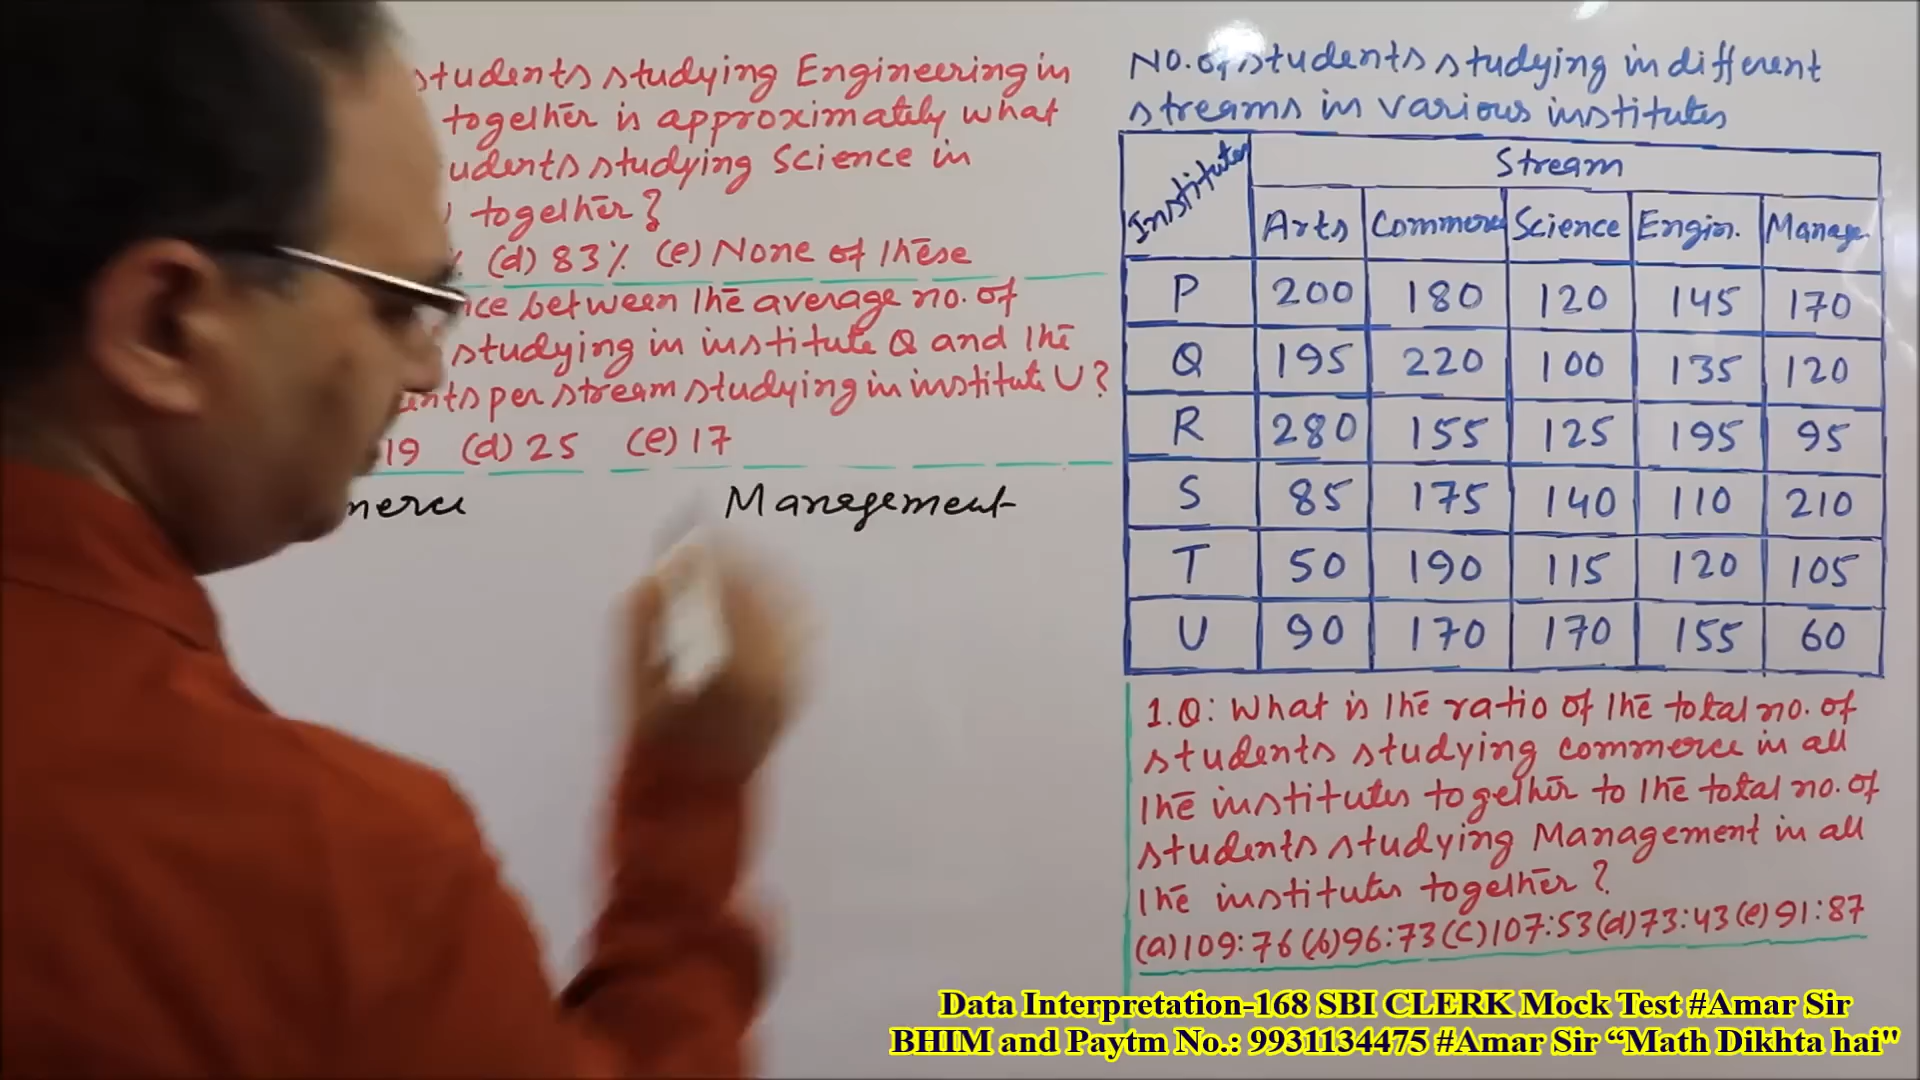 students studying Engineering in
together is approximately what
udents studying Science in
together?
% (d) 83% (e) None of these
nce between the average no. of
studying in institute Q and the
ents per stream studying in institute U?
19 (d) 25 (e) 17
merce
Management
No. of students studying in different
streams in various institutes
Institutes
Stream
Arts Commerce Science Engin. Manage.
P 200 180 120 145 170
Q 195 220 100 135 120
R 280 155 125 195 95
S 85 175 140 110 210
T 50 190 115 120 105
U 90 170 170 155 60
1.Q: What is the ratio of the total no. of
students studying commerce in all
the institutes together to the total no. of
students studying Management in all
the institutes together?
(a) 109:76 (b) 96:73 (c) 107:53 (d) 73:43 (e) 91:87
Data Interpretation-168 SBI CLERK Mock Test #Amar Sir
BHIM and Paytm No.: 9931134475 #Amar Sir “Math Dikhta hai"